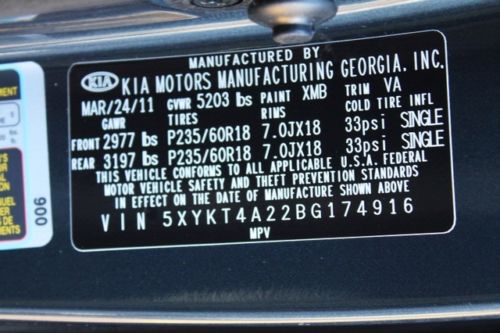 MANUFACTURED BY
KIA KIA MOTORS MANUFACTURING GEORGIA, INC.
MAR/24/11 GVWR 5203 lbs PAINT XMB TRIM VA
GAWR TIRES RIMS COLD TIRE INFL
FRONT 2977 lbs P235/60R18 7.0JX18 33psi SINGLE
REAR 3197 lbs P235/60R18 7.0JX18 33psi SINGLE
THIS VEHICLE CONFORMS TO ALL APPLICABLE U.S.A. FEDERAL
MOTOR VEHICLE SAFETY AND THEFT PREVENTION STANDARDS
IN EFFECT ON THE DATE OF MANUFACTURE SHOWN ABOVE.
VIN 5XYKT4A22BG174916
MPV
006